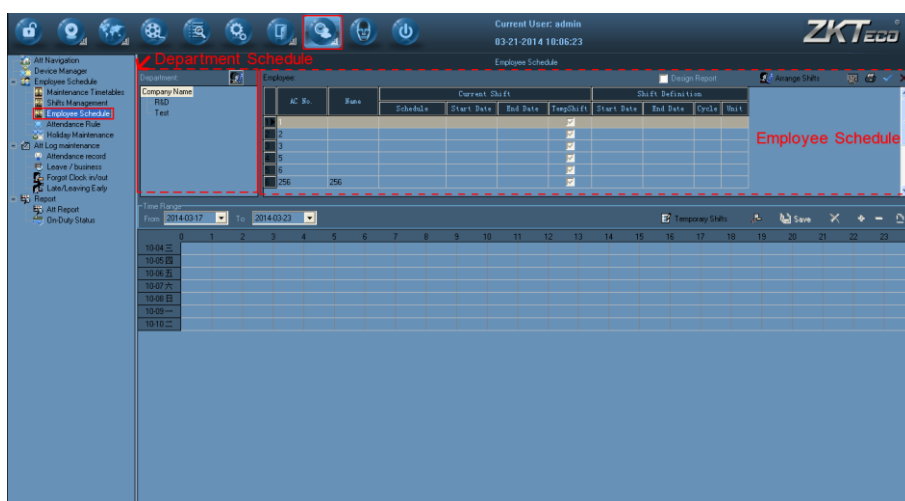 Current User: admin
03-21-2014 10:06:23
ZKTECO
Att Navigation
Device Manager
Employee Schedule
Maintenance Timetables
Shifts Management
Employee Schedule
Attendance Rule
Holiday Maintenance
Att Log maintenance
Attendance record
Leave / business
Forgot Clock in/out
Late/Leaving Early
Report
Att Report
On-Duty Status
Department Schedule
Employee Schedule
Department:
Company Name
R&D
Test
Employee:
Design Report
Arrange Shifts
AC No. Name Current Shift Shift Definition
Schedule Start Date End Date TempShift Start Date End Date Cycle Unit
1
2
3
5
6
256 256
Employee Schedule
Time Range
From 2014-03-17 To 2014-03-23
Temporary Shifts
Save
0 1 2 3 4 5 6 7 8 9 10 11 12 13 14 15 16 17 18 19 20 21 22 23
10-04 三
10-05 四
10-06 五
10-07 六
10-08 日
10-09 一
10-10 二